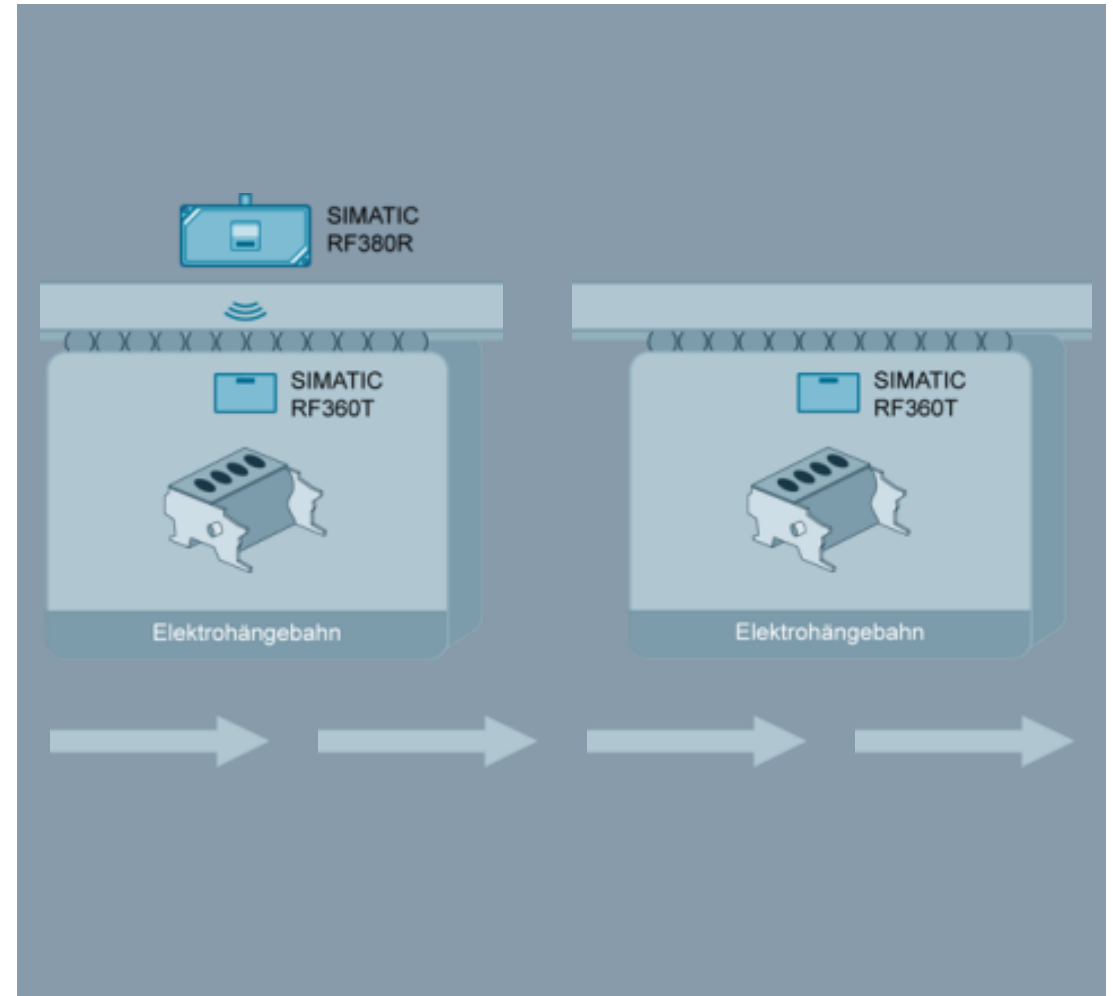 SIMATIC
RF380R
SIMATIC
RF360T
SIMATIC
RF360T
Elektrohängebahn
Elektrohängebahn